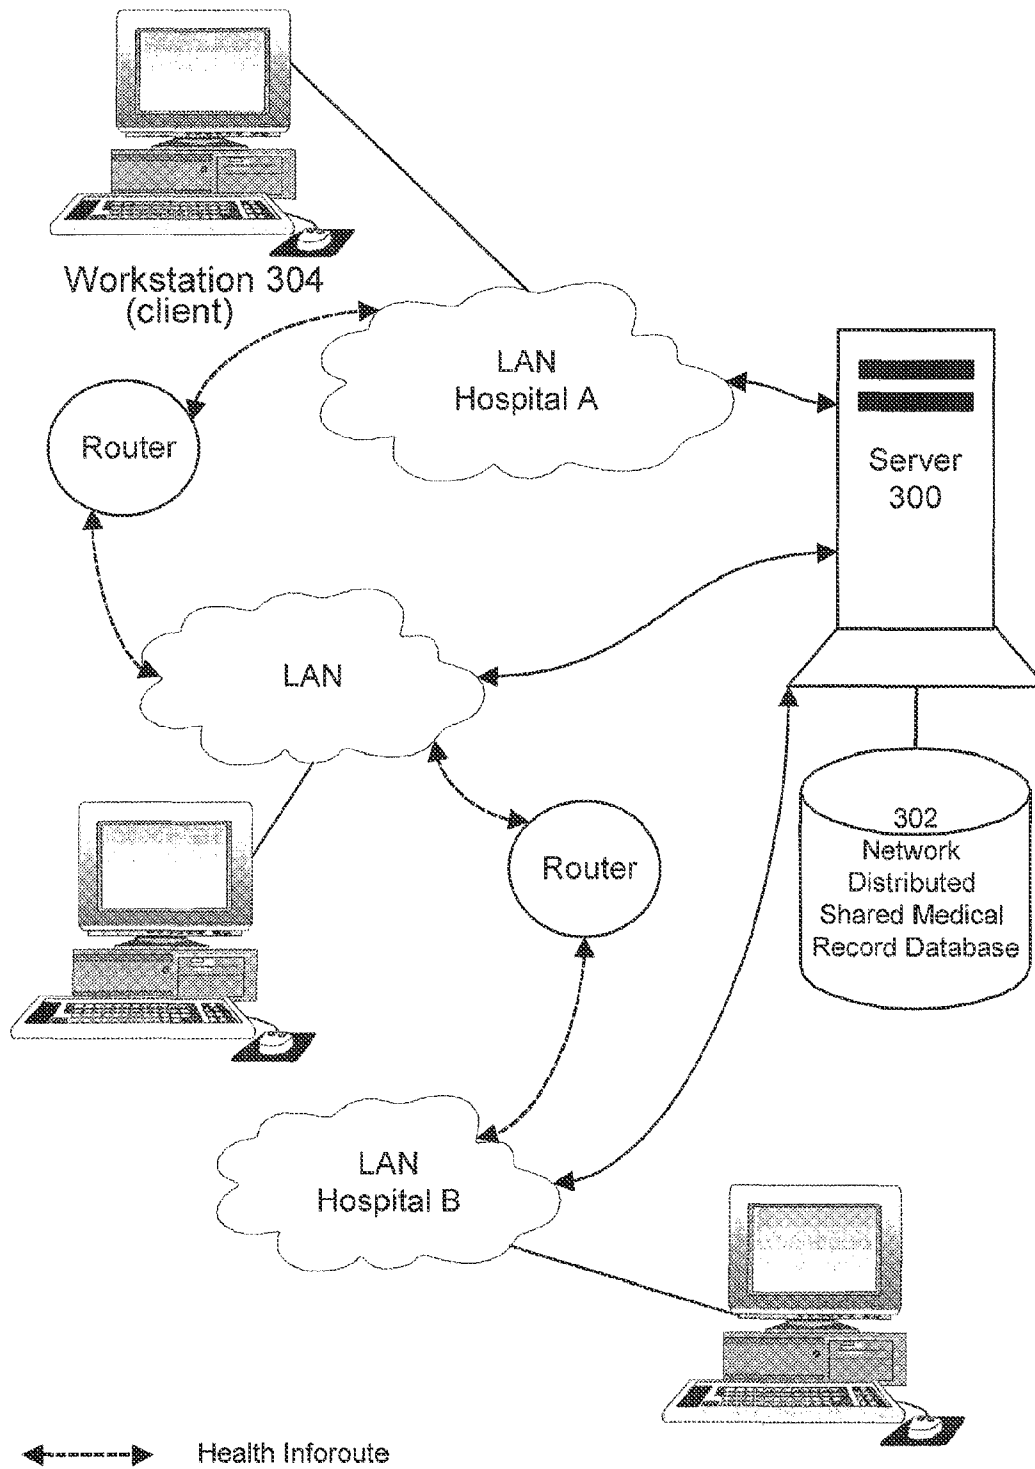 Workstation 304
(client)
LAN
Hospital A
Router
Server
300
LAN
302
Network
Distributed
Shared Medical
Record Database
Router
LAN
Hospital B
Health Inforoute